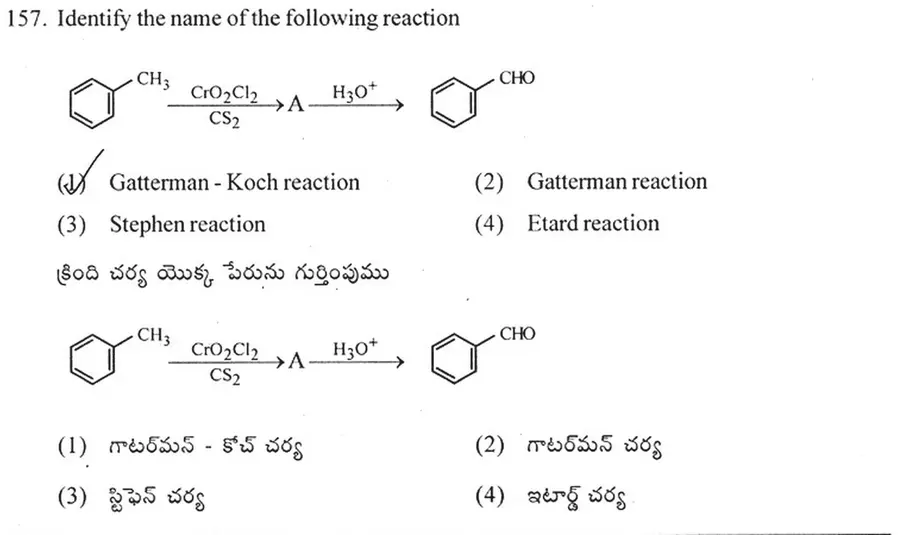 157. Identify the name of the following reaction
CH₃ CrO₂Cl₂ CS₂ A H₃O⁺ CHO
(1) Gatterman - Koch reaction (2) Gatterman reaction
(3) Stephen reaction (4) Etard reaction
క్రింది చర్య యొక్క పేరును గుర్తింపుము
CH₃ CrO₂Cl₂ CS₂ A H₃O⁺ CHO
(1) గాటర్‌మన్ - కోచ్ చర్య (2) గాటర్‌మన్ చర్య
(3) స్టిఫెన్ చర్య (4) ఇటార్డ్ చర్య